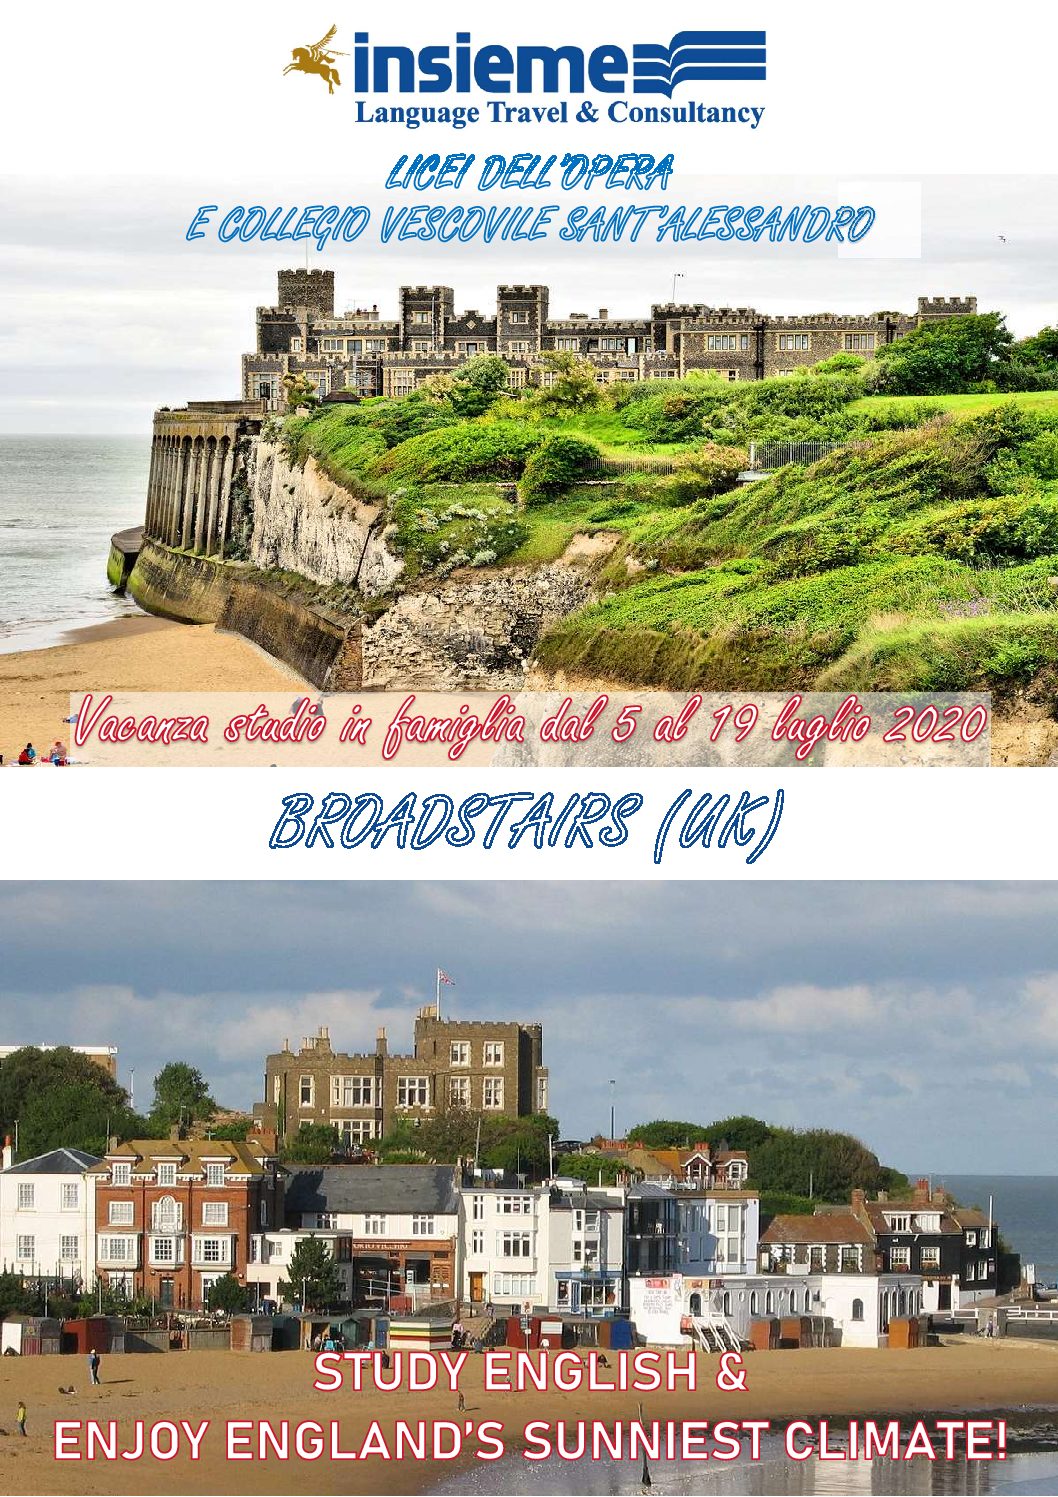 insieme
Language Travel & Consultancy
LICEI DELL'OPERA
E COLLEGIO VESCOVILE SANT'ALESSANDRO
Vacanza studio in famiglia dal 5 al 19 luglio 2020
BROADSTAIRS (UK)
STUDY ENGLISH &
ENJOY ENGLAND'S SUNNIEST CLIMATE!